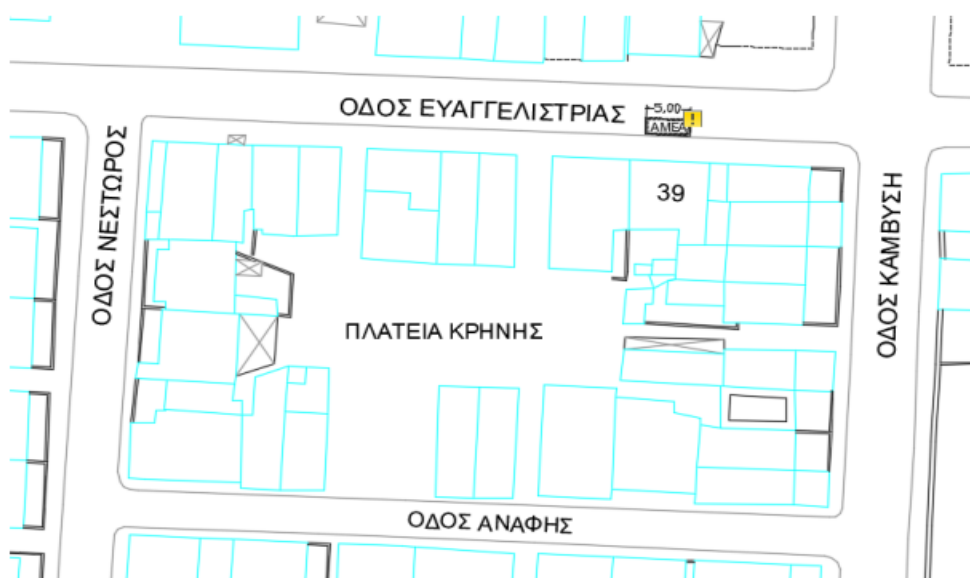 ΟΔΟΣ ΕΥΑΓΓΕΛΙΣΤΡΙΑΣ
5,00
ΑΜΕΑ
ΟΔΟΣ ΝΕΣΤΩΡΟΣ
39
ΟΔΟΣ ΚΑΜΒΥΣΗ
ΠΛΑΤΕΙΑ ΚΡΗΝΗΣ
ΟΔΟΣ ΑΝΑΦΗΣ